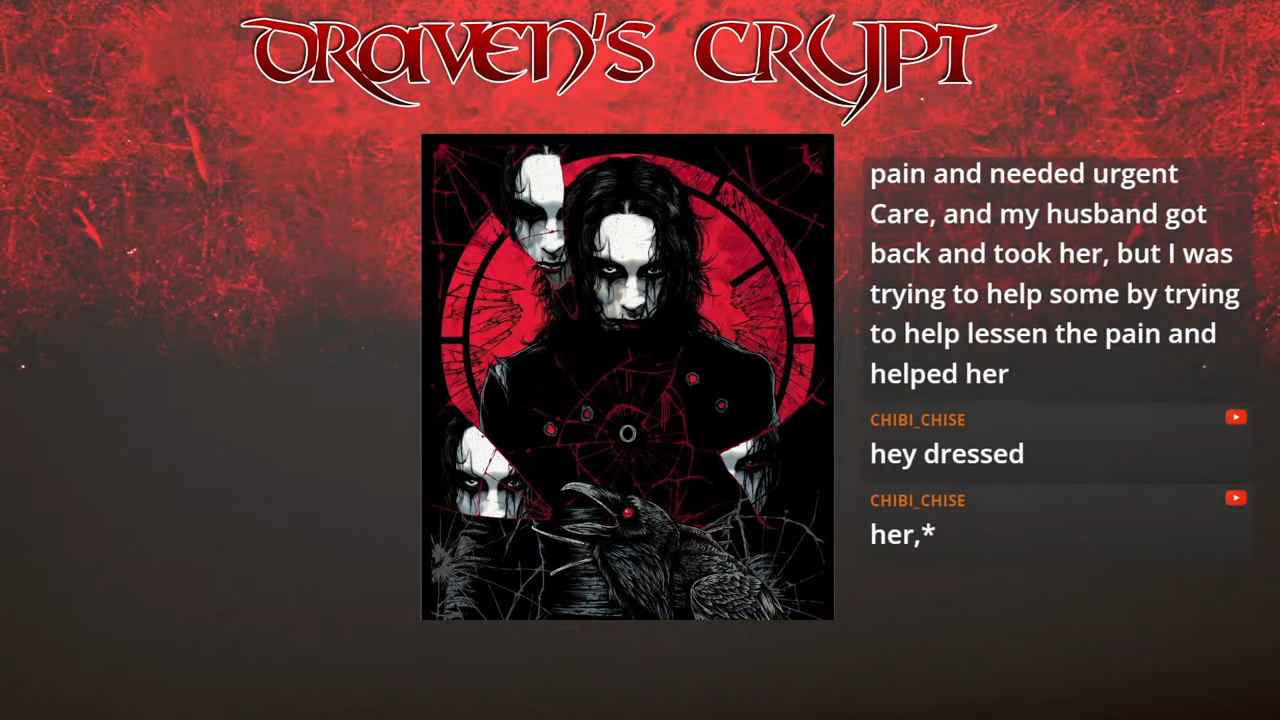 DRAVEN'S CRYPT
pain and needed urgent
Care, and my husband got
back and took her, but I was
trying to help some by trying
to help lessen the pain and
helped her
CHIBI_CHISE
hey dressed
CHIBI_CHISE
her,*